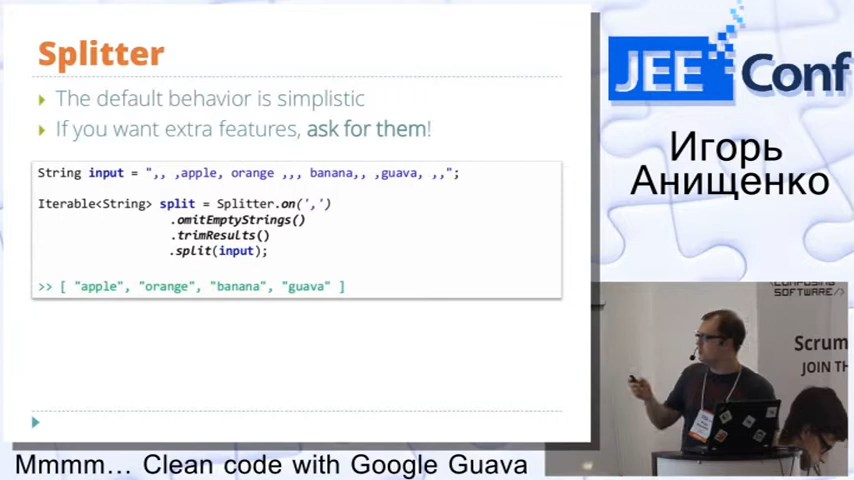 Splitter
The default behavior is simplistic
If you want extra features, ask for them!
String input = ",, ,apple, orange ,,, banana,, ,guava, ,,";
Iterable<String> split = Splitter.on(',')
.omitEmptyStrings()
.trimResults()
.split(input);
>> [ "apple", "orange", "banana", "guava" ]
JEE Conf
Игорь
Анищенко
SOFTWARE/>
Scrum
JOIN TH
Mmmm... Clean code with Google Guava